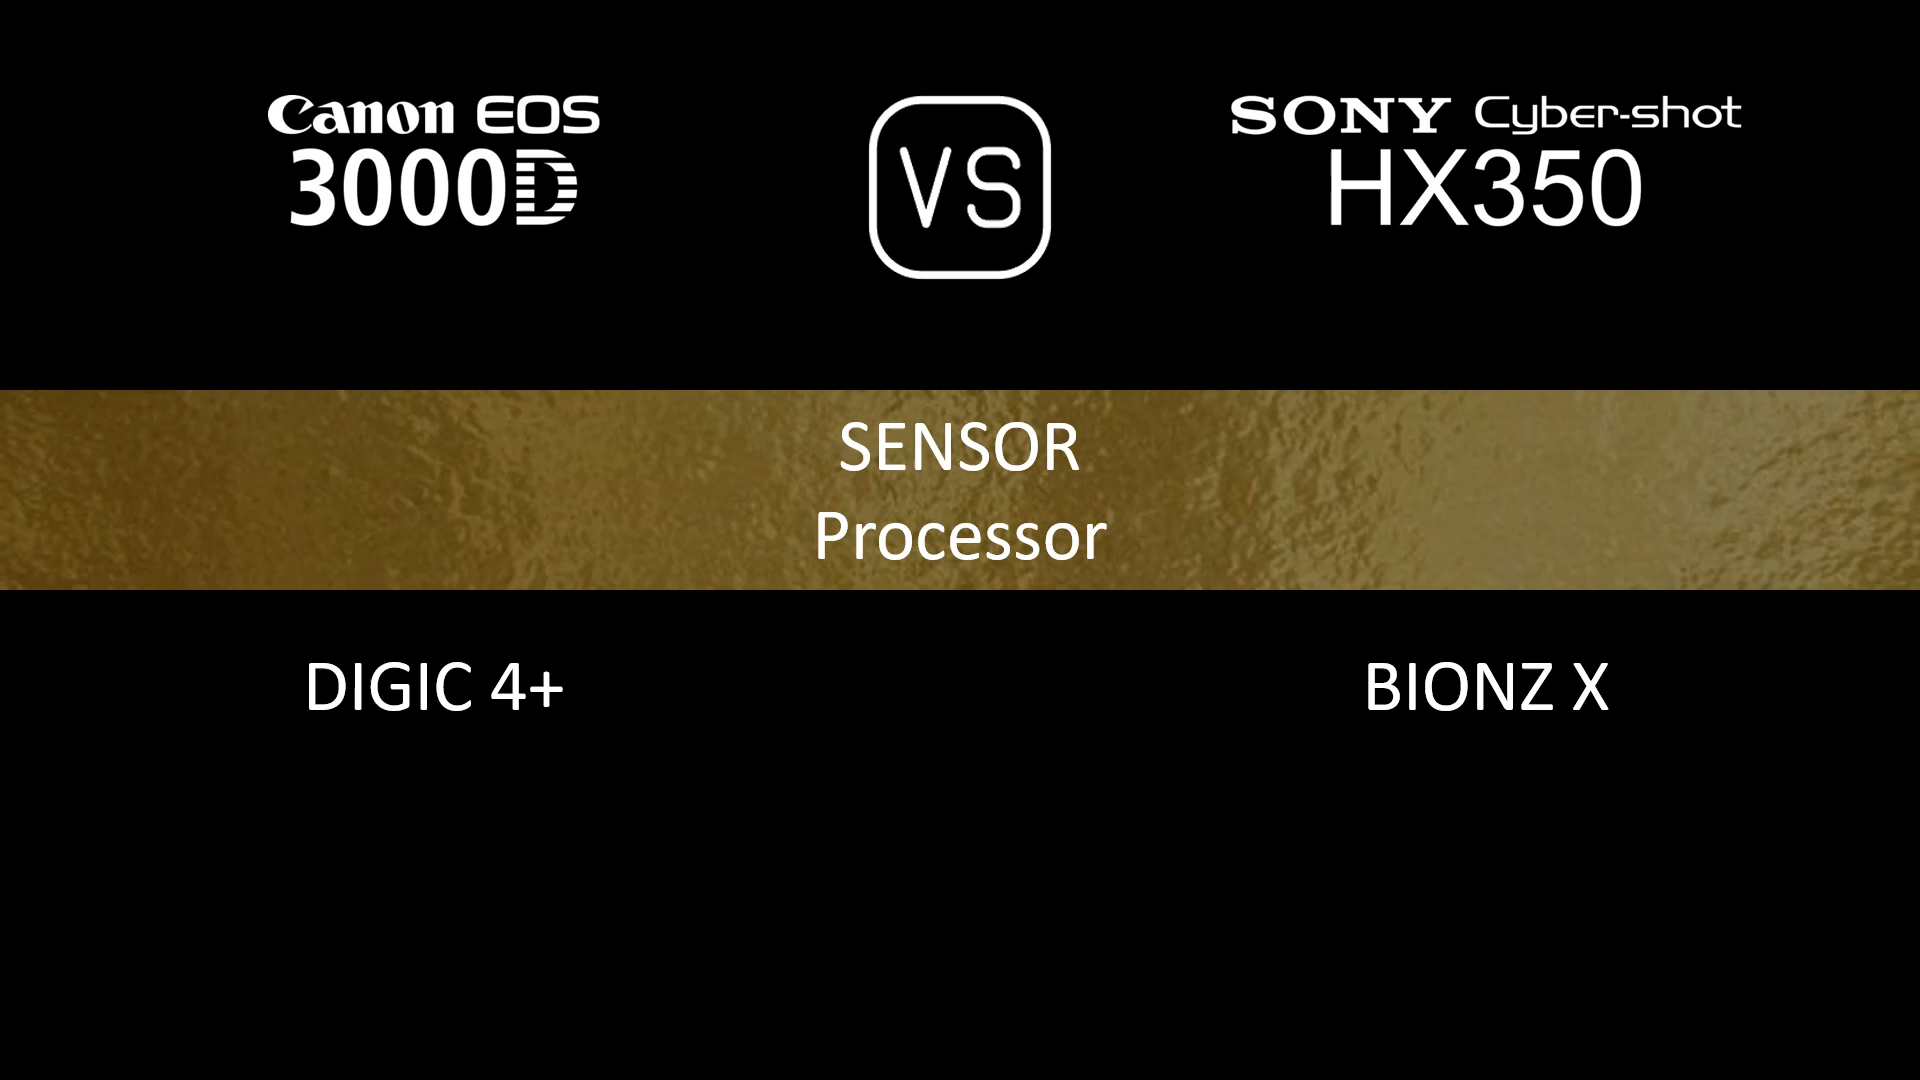 Canon EOS
3000D
VS
SONY Cyber-shot
HX350
SENSOR
Processor
DIGIC 4+
BIONZ X